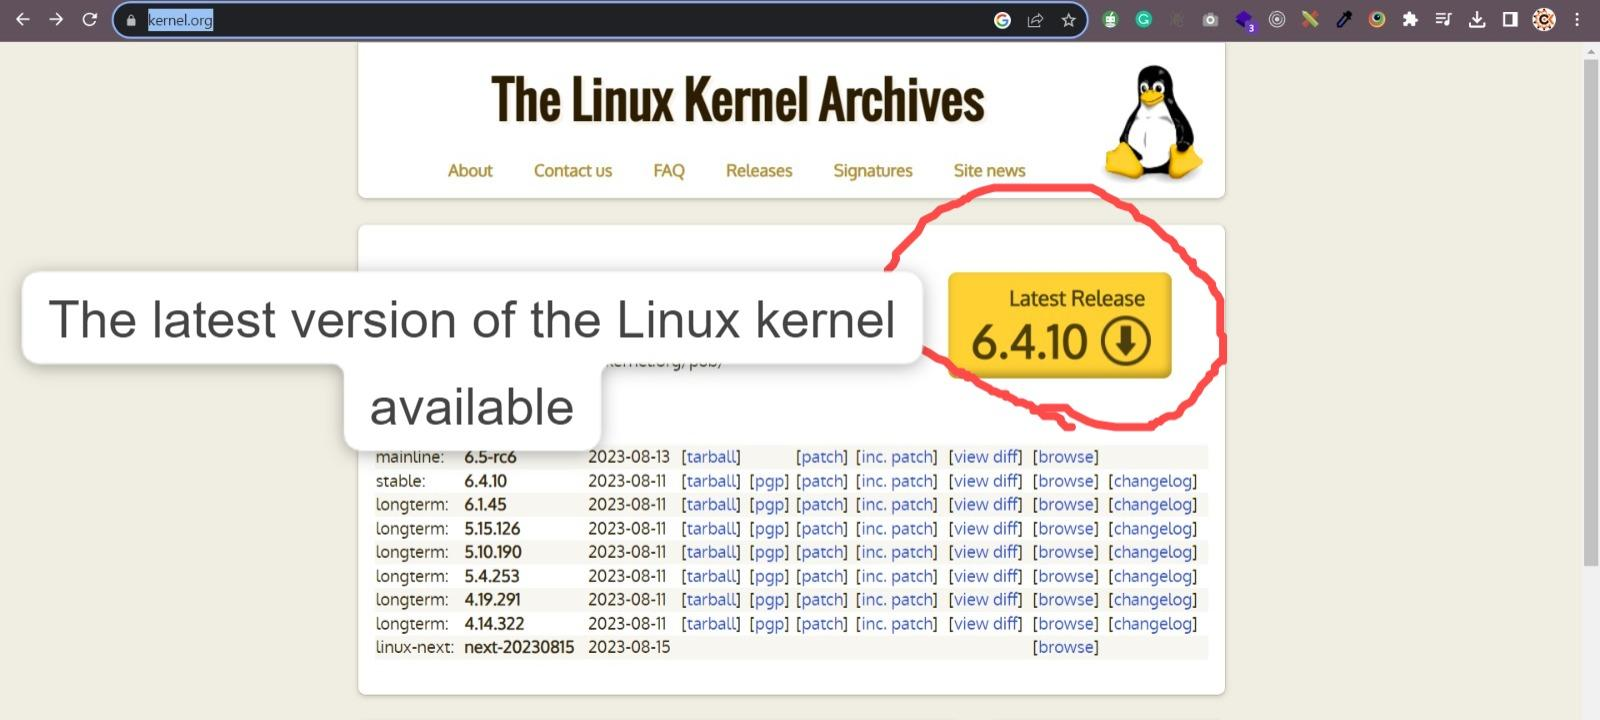 kernel.org
3
The Linux Kernel Archives
About Contact us FAQ Releases Signatures Site news
Latest Release
6.4.10
The latest version of the Linux kernel
available
mainline: 6.5-rc6 2023-08-13 [tarball] [patch] [inc. patch] [view diff] [browse]
stable: 6.4.10 2023-08-11 [tarball] [pgp] [patch] [inc. patch] [view diff] [browse] [changelog]
longterm: 6.1.45 2023-08-11 [tarball] [pgp] [patch] [inc. patch] [view diff] [browse] [changelog]
longterm: 5.15.126 2023-08-11 [tarball] [pgp] [patch] [inc. patch] [view diff] [browse] [changelog]
longterm: 5.10.190 2023-08-11 [tarball] [pgp] [patch] [inc. patch] [view diff] [browse] [changelog]
longterm: 5.4.253 2023-08-11 [tarball] [pgp] [patch] [inc. patch] [view diff] [browse] [changelog]
longterm: 4.19.291 2023-08-11 [tarball] [pgp] [patch] [inc. patch] [view diff] [browse] [changelog]
longterm: 4.14.322 2023-08-11 [tarball] [pgp] [patch] [inc. patch] [view diff] [browse] [changelog]
linux-next: next-20230815 2023-08-15 [browse]